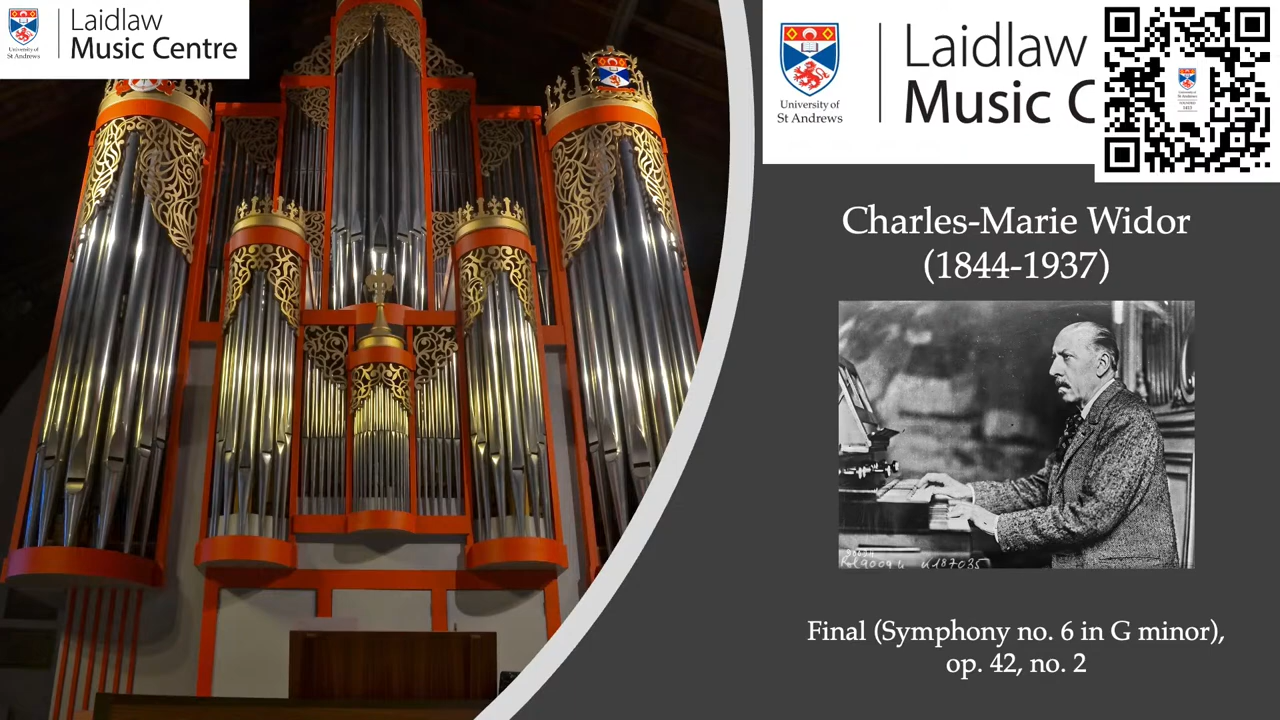 University of
St Andrews
Laidlaw
Music Centre
University of
St Andrews
Laidlaw
Music C
Charles-Marie Widor
(1844-1937)
Final (Symphony no. 6 in G minor),
op. 42, no. 2